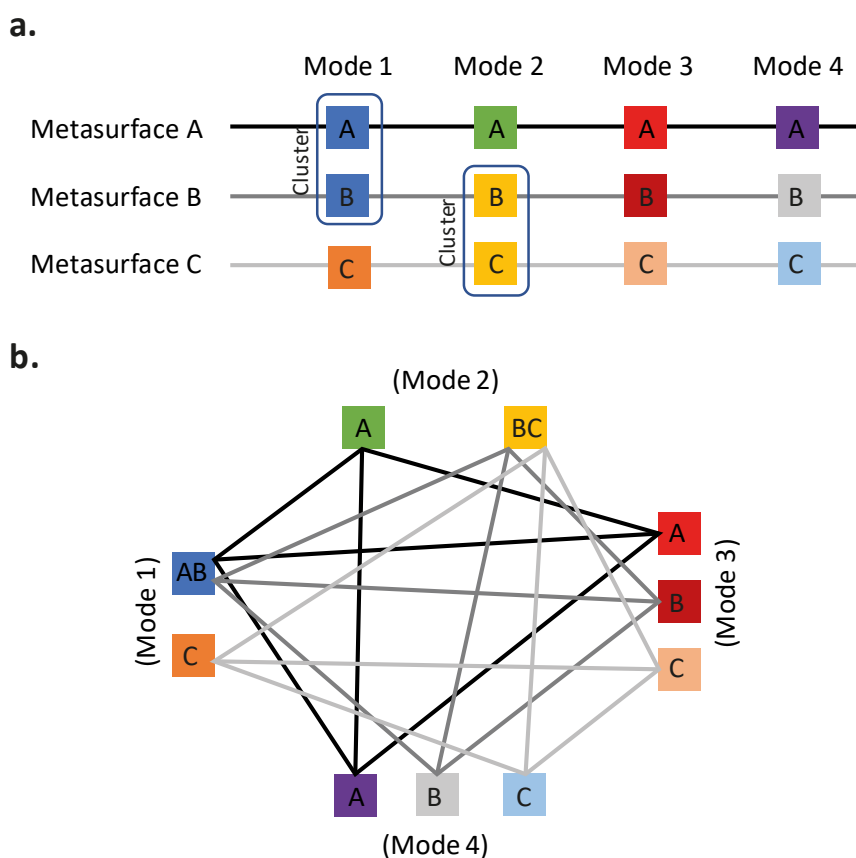 a.
Mode 1 Mode 2 Mode 3 Mode 4
Metasurface A A A A A
Cluster
Metasurface B B B B B
Cluster
Metasurface C C C C C
b.
(Mode 2)
A BC
A
AB
(Mode 1)
B
(Mode 3)
C
C
A B C
(Mode 4)